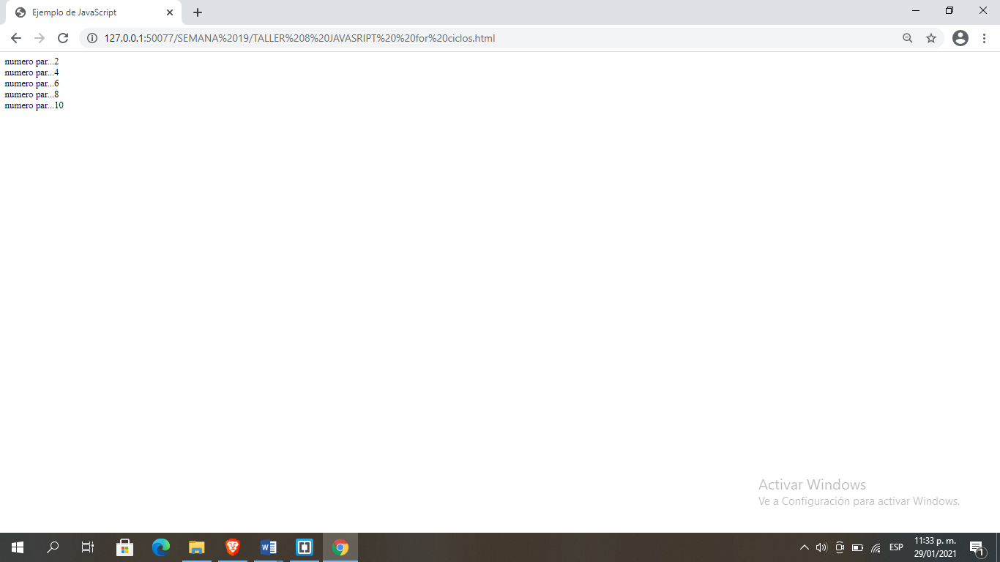 Ejemplo de JavaScript
127.0.0.1:50077/SEMANA%2019/TALLER%208%20JAVASRIPT%20%20for%20ciclos.html
numero par...2
numero par...4
numero par...6
numero par...8
numero par...10
Activar Windows
Ve a Configuración para activar Windows.
ESP
11:33 p. m.
29/01/2021
1